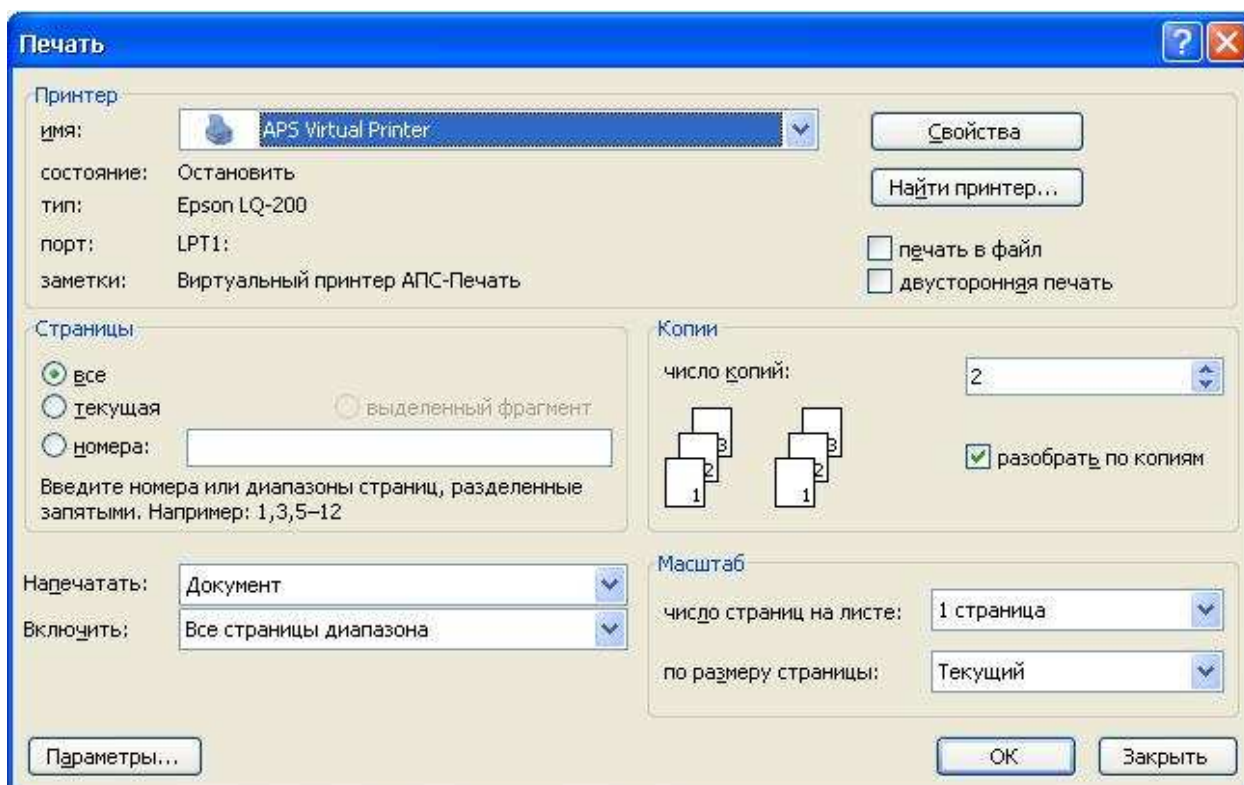 Печать
Принтер
имя: APS Virtual Printer
Свойства
состояние: Остановить
Найти принтер...
тип: Epson LQ-200
порт: LPT1:
печать в файл
заметки: Виртуальный принтер АПС-Печать
двусторонняя печать
Страницы
все
текущая
выделенный фрагмент
номера:
Введите номера или диапазоны страниц, разделенные
запятыми. Например: 1,3,5–12
Копии
число копий: 2
3 3
2 2
1 1
разобрать по копиям
Напечатать: Документ
Включить: Все страницы диапазона
Масштаб
число страниц на листе: 1 страница
по размеру страницы: Текущий
Параметры...
ОК
Закрыть